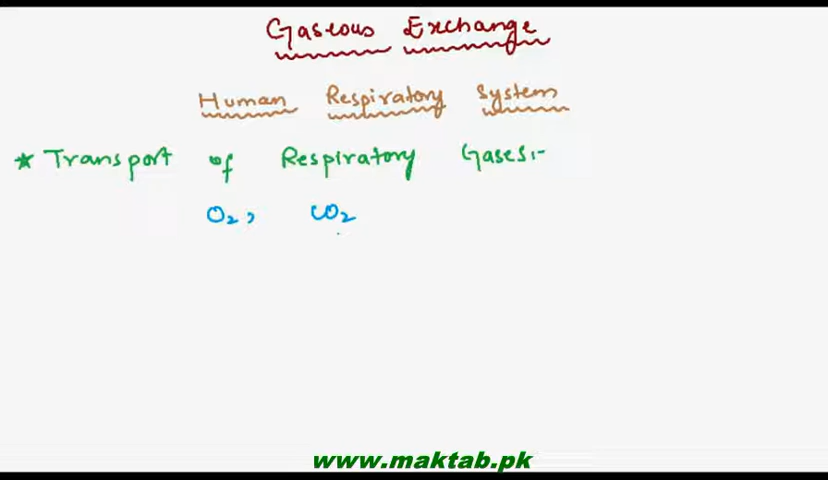 Gaseous Exchange
Human Respiratory System
* Transport of Respiratory Gases:-
O₂, CO₂
www.maktab.pk